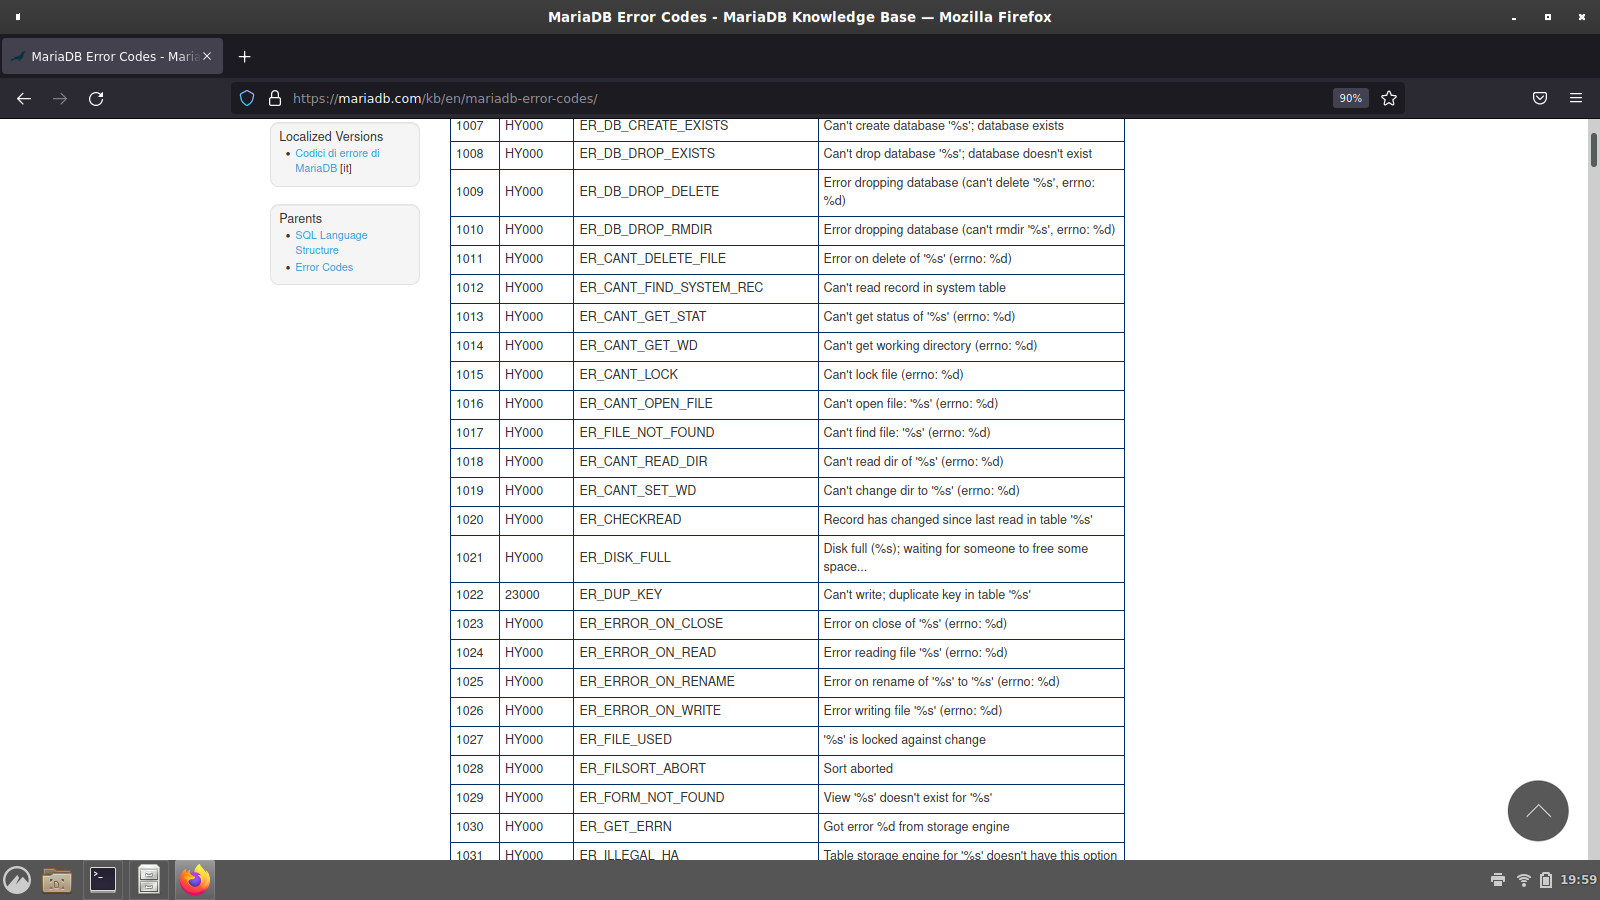 MariaDB Error Codes - MariaDB Knowledge Base — Mozilla Firefox
MariaDB Error Codes - Maria
https://mariadb.com/kb/en/mariadb-error-codes/
90%
Localized Versions
Codici di errore di
MariaDB [it]
Parents
SQL Language
Structure
Error Codes
1007 HY000 ER_DB_CREATE_EXISTS Can't create database '%s'; database exists
1008 HY000 ER_DB_DROP_EXISTS Can't drop database '%s'; database doesn't exist
1009 HY000 ER_DB_DROP_DELETE Error dropping database (can't delete '%s', errno:
%d)
1010 HY000 ER_DB_DROP_RMDIR Error dropping database (can't rmdir '%s', errno: %d)
1011 HY000 ER_CANT_DELETE_FILE Error on delete of '%s' (errno: %d)
1012 HY000 ER_CANT_FIND_SYSTEM_REC Can't read record in system table
1013 HY000 ER_CANT_GET_STAT Can't get status of '%s' (errno: %d)
1014 HY000 ER_CANT_GET_WD Can't get working directory (errno: %d)
1015 HY000 ER_CANT_LOCK Can't lock file (errno: %d)
1016 HY000 ER_CANT_OPEN_FILE Can't open file: '%s' (errno: %d)
1017 HY000 ER_FILE_NOT_FOUND Can't find file: '%s' (errno: %d)
1018 HY000 ER_CANT_READ_DIR Can't read dir of '%s' (errno: %d)
1019 HY000 ER_CANT_SET_WD Can't change dir to '%s' (errno: %d)
1020 HY000 ER_CHECKREAD Record has changed since last read in table '%s'
1021 HY000 ER_DISK_FULL Disk full (%s); waiting for someone to free some
space...
1022 23000 ER_DUP_KEY Can't write; duplicate key in table '%s'
1023 HY000 ER_ERROR_ON_CLOSE Error on close of '%s' (errno: %d)
1024 HY000 ER_ERROR_ON_READ Error reading file '%s' (errno: %d)
1025 HY000 ER_ERROR_ON_RENAME Error on rename of '%s' to '%s' (errno: %d)
1026 HY000 ER_ERROR_ON_WRITE Error writing file '%s' (errno: %d)
1027 HY000 ER_FILE_USED '%s' is locked against change
1028 HY000 ER_FILSORT_ABORT Sort aborted
1029 HY000 ER_FORM_NOT_FOUND View '%s' doesn't exist for '%s'
1030 HY000 ER_GET_ERRN Got error %d from storage engine
1031 HY000 ER_ILLEGAL_HA Table storage engine for '%s' doesn't have this option
19:59